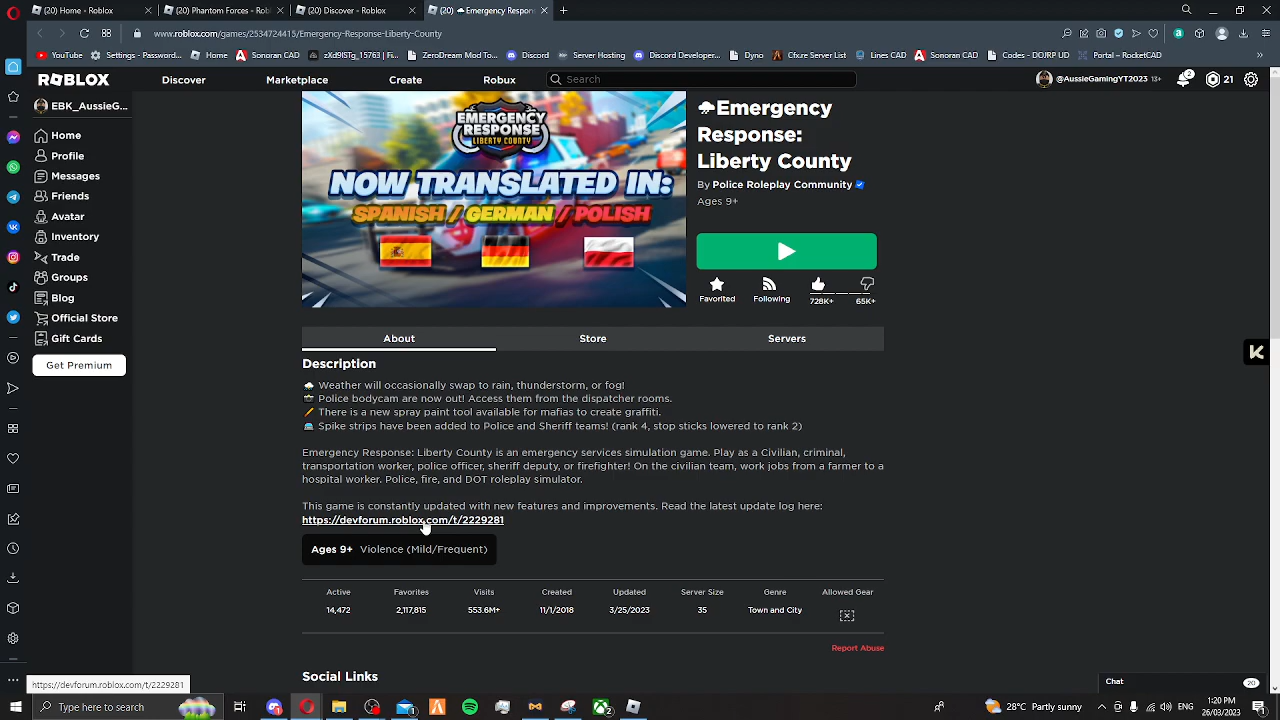 (20) Home - Roblox
(20) Phantom Forces - Robl
(20) Discover - Roblox
(20) Emergency Respons
www.roblox.com/games/2534724415/Emergency-Response-Liberty-County
YouTube
Settings - Passwords...
Home
Sonoran CAD
F...
ZeroDream TM...
Discord
Server Hosting
Discord Developer...
Dyno
Cfx.re Server
Lines CAD
Sonoran CAD
Codes - DOJRP UK
PortalRCMP
ROBLOX
Discover
Marketplace
Create
Robux
Search
@AussieGamingYT2023 13+
2
21
EBK_AussieG...
Home
Profile
Messages
Friends
Avatar
Inventory
Trade
Groups
Blog
Official Store
Gift Cards
Get Premium
EMERGENCY
RESPONSE
LIBERTY COUNTY
NOW TRANSLATED IN:
SPANISH / GERMAN / POLISH
Emergency
Response:
Liberty County
By Police Roleplay Community
Ages 9+
Favorited
Following
728K+
65K+
About
Store
Servers
Description
Weather will occasionally swap to rain, thunderstorm, or fog!
Police bodycam are now out! Access them from the dispatcher rooms.
There is a new spray paint tool available for mafias to create graffiti.
Spike strips have been added to Police and Sheriff teams! (rank 4, stop sticks lowered to rank 2)
Emergency Response: Liberty County is an emergency services simulation game. Play as a Civilian, criminal,
transportation worker, police officer, sheriff deputy, or firefighter! On the civilian team, work jobs from a farmer to a
hospital worker. Police, fire, and DOT roleplay simulator.
This game is constantly updated with new features and improvements. Read the latest update log here:
https://devforum.roblox.com/t/2229281
Ages 9+ Violence (Mild/Frequent)
Active
Favorites
Visits
Created
Updated
Server Size
Genre
Allowed Gear
14,472
2,117,815
553.6M+
11/1/2018
3/25/2023
35
Town and City
Report Abuse
Social Links
https://devforum.roblox.com/t/2229281
Chat
20
Type here to search
28°C Partly sunny
1:20 PM
26/03/2023